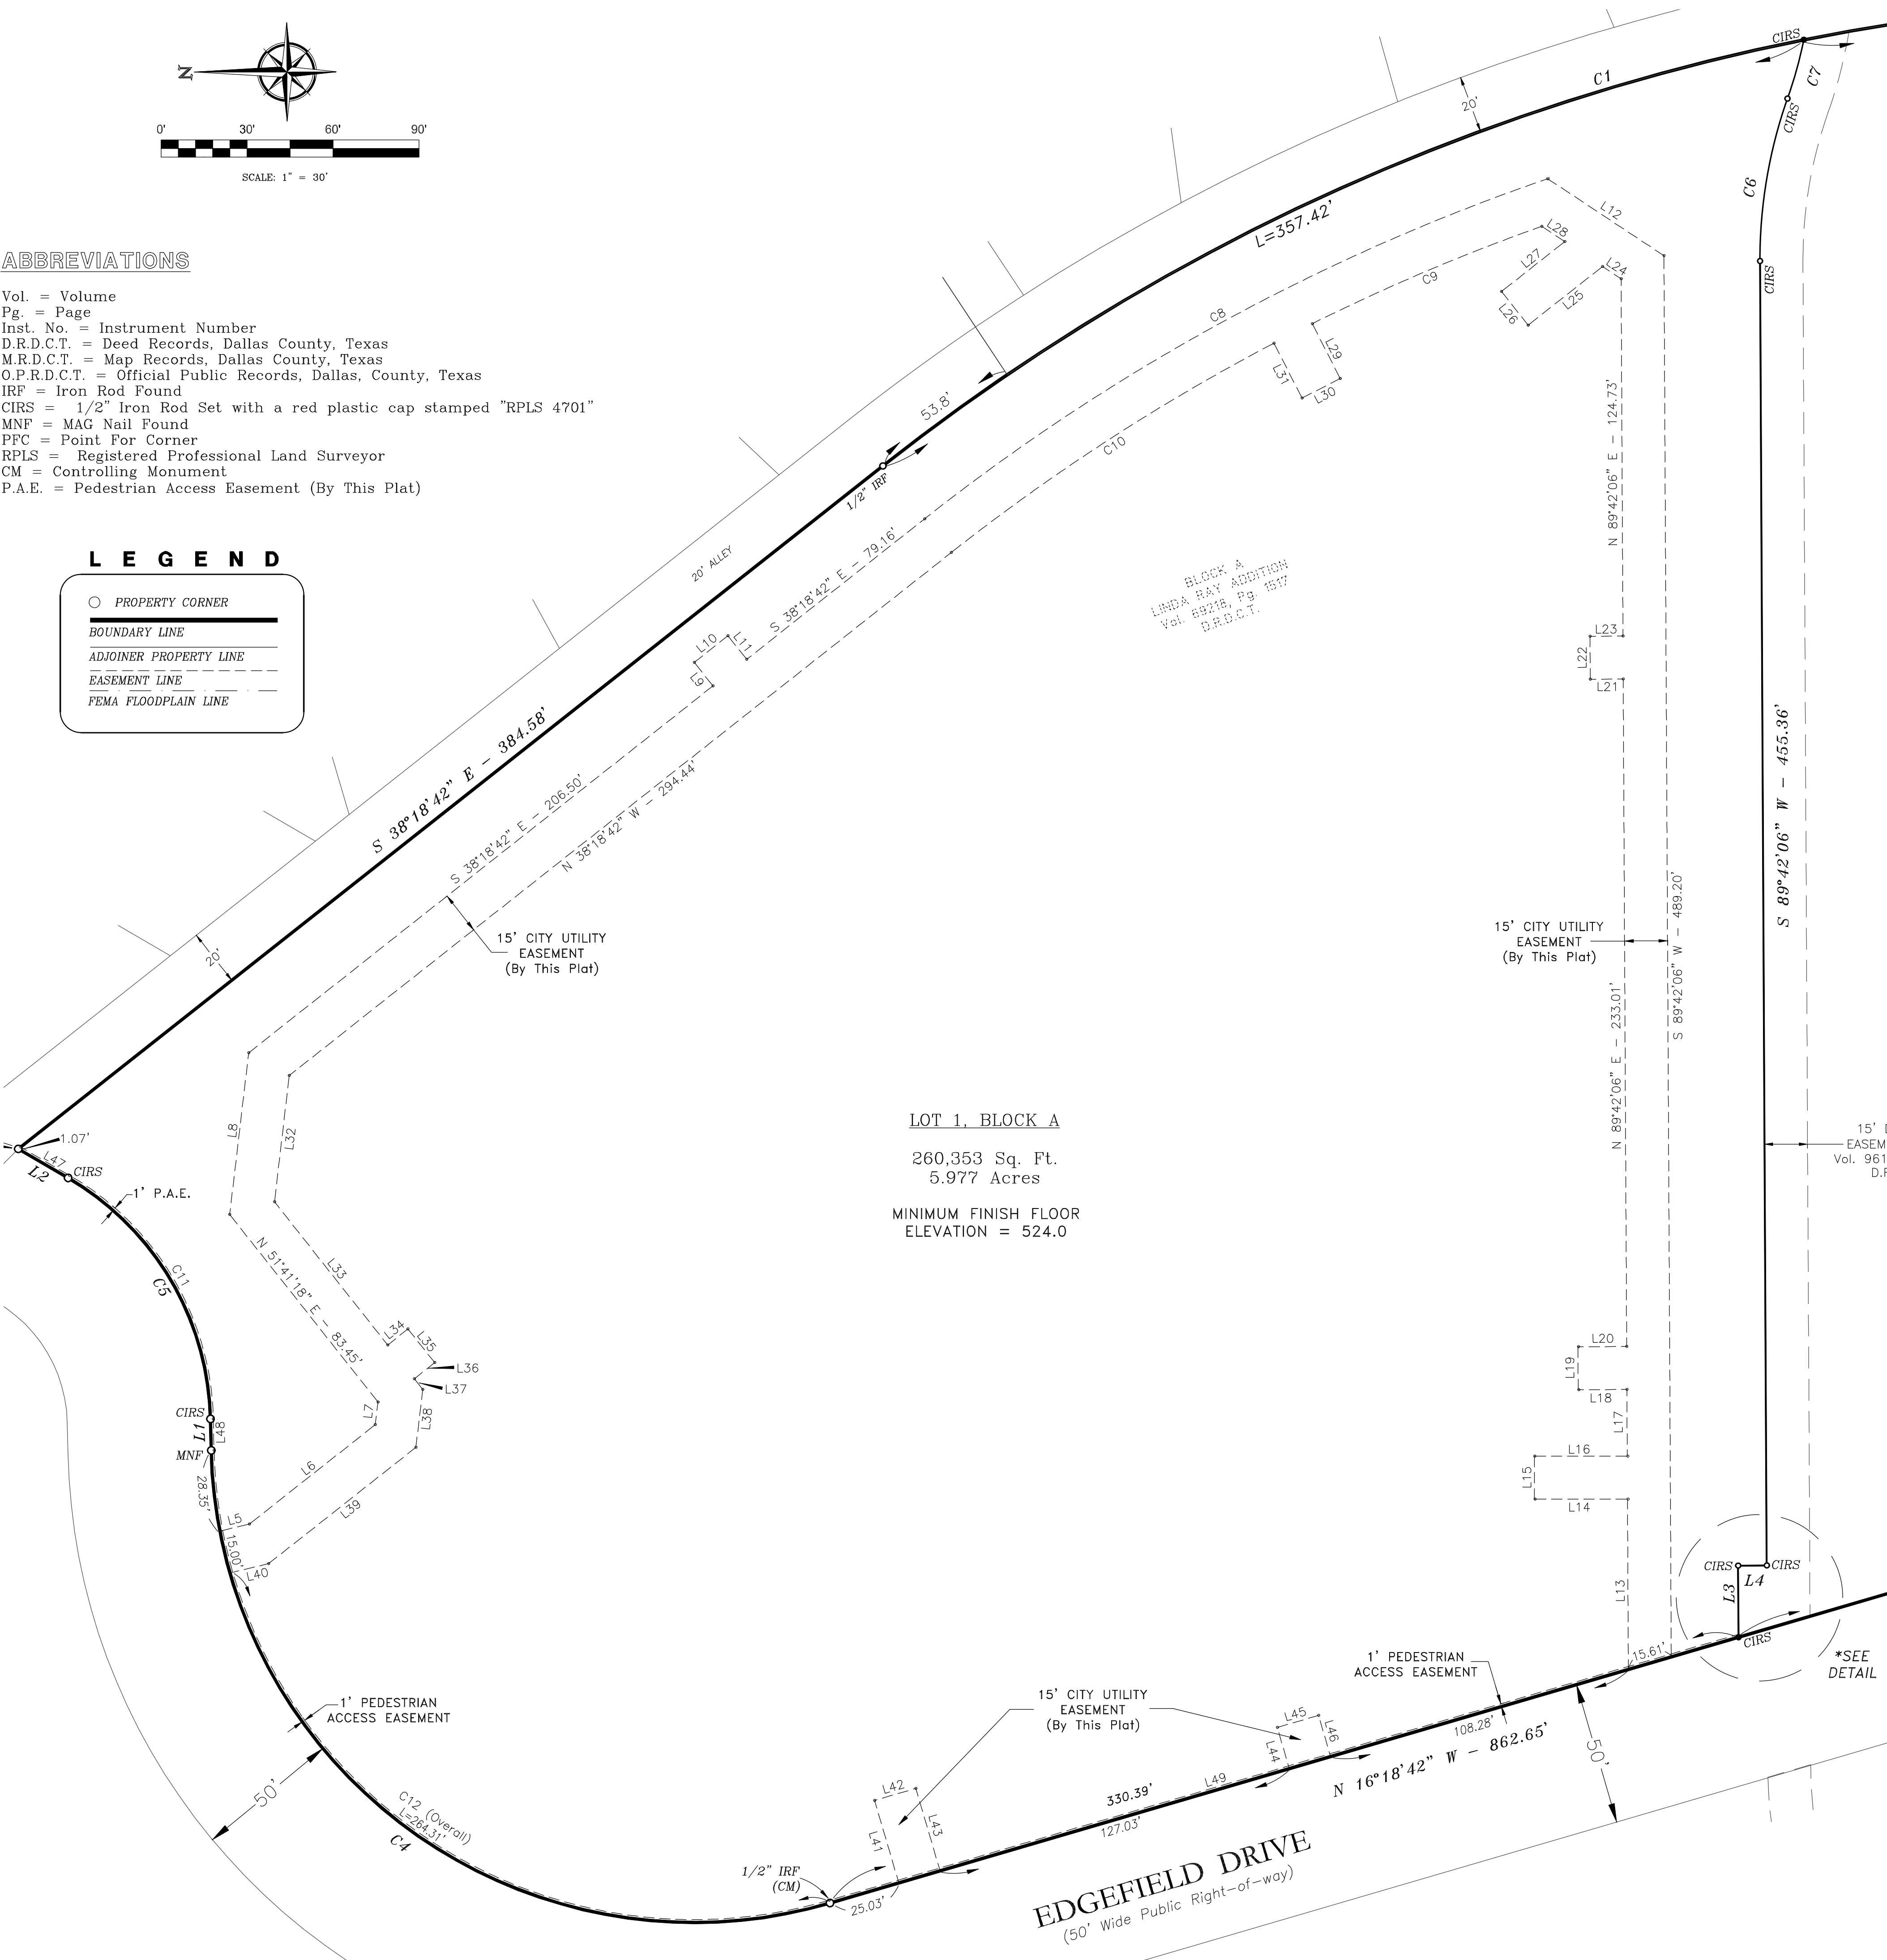 N
0' 30' 60' 90'
SCALE: 1" = 30'
ABBREVIATIONS
Vol. = Volume
Pg. = Page
Inst. No. = Instrument Number
D.R.D.C.T. = Deed Records, Dallas County, Texas
M.R.D.C.T. = Map Records, Dallas County, Texas
O.P.R.D.C.T. = Official Public Records, Dallas, County, Texas
IRF = Iron Rod Found
CIRS = 1/2" Iron Rod Set with a red plastic cap stamped "RPLS 4701"
MNF = MAG Nail Found
PFC = Point For Corner
RPLS = Registered Professional Land Surveyor
CM = Controlling Monument
P.A.E. = Pedestrian Access Easement (By This Plat)
LEGEND
PROPERTY CORNER
BOUNDARY LINE
ADJOINER PROPERTY LINE
EASEMENT LINE
FEMA FLOODPLAIN LINE
CIRS
C1
C7
20'
CIRS
C6
CIRS
L=357.42'
L12
L28
L27
L24
L25
L26
C9
C8
L29
L30
L31
C10
53.8'
1/2" IRF
20' ALLEY
S 38°18'42" E - 79.16'
BLOCK A
LINDA RAY ADDITION
Vol. 69218, Pg. 1517
D.R.D.C.T.
N 89°42'06" E - 124.73'
L23
L22
L21
L10
L11
L9
S 38°18'42" E - 384.58'
S 38°18'42" E - 206.50'
N 38°18'42" W - 294.44'
S 89°42'06" W - 455.36'
15' CITY UTILITY
EASEMENT
(By This Plat)
15' CITY UTILITY
EASEMENT
(By This Plat)
S 89°42'06" W - 489.20'
N 89°42'06" E - 233.01'
20'
L8
L32
1.07'
L47
L2
CIRS
1' P.A.E.
LOT 1, BLOCK A
260,353 Sq. Ft.
5.977 Acres
MINIMUM FINISH FLOOR
ELEVATION = 524.0
15' D
EASEM
Vol. 961
D.R
C11
C5
N 51°41'18" E - 83.45'
L33
L34
L35
L36
L37
L38
L7
CIRS
L1
L48
MNF
28.35'
L6
L5
15.00'
L39
L40
L20
L19
L18
L17
L16
L15
L14
L13
CIRS
CIRS
L4
L3
CIRS
15.61'
*SEE
DETAIL
1' PEDESTRIAN
ACCESS EASEMENT
1' PEDESTRIAN
ACCESS EASEMENT
15' CITY UTILITY
EASEMENT
(By This Plat)
L45
L44
L46
108.28'
N 16°18'42" W - 862.65'
50'
50'
L42
L41
L43
L49
330.39'
127.03'
C12 (Overall)
L=264.31'
C4
1/2" IRF
(CM)
25.03'
EDGEFIELD DRIVE
(50' Wide Public Right-of-way)